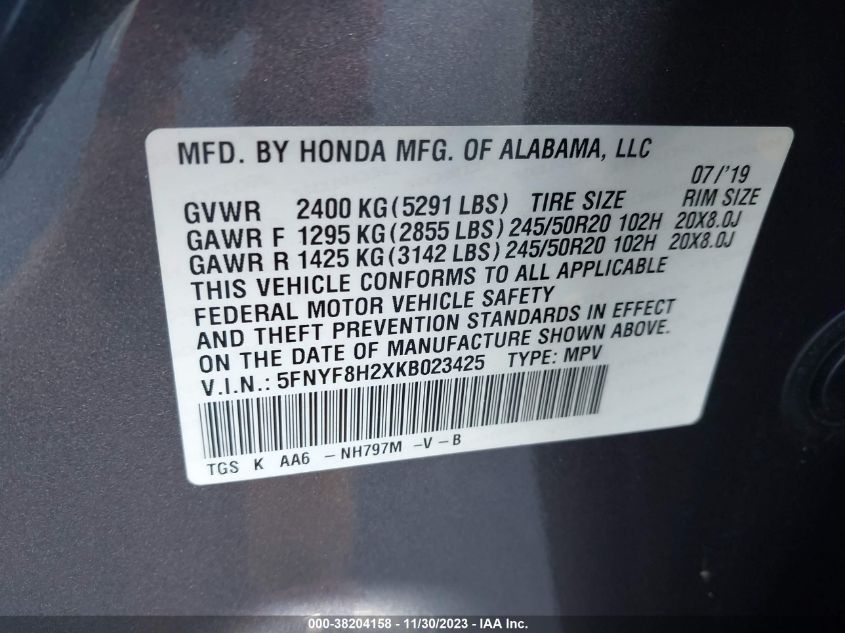 MFD. BY HONDA MFG. OF ALABAMA, LLC
07/'19
GVWR 2400 KG(5291 LBS) TIRE SIZE RIM SIZE
GAWR F 1295 KG(2855 LBS) 245/50R20 102H 20X8.0J
GAWR R 1425 KG(3142 LBS) 245/50R20 102H 20X8.0J
THIS VEHICLE CONFORMS TO ALL APPLICABLE
FEDERAL MOTOR VEHICLE SAFETY
AND THEFT PREVENTION STANDARDS IN EFFECT
ON THE DATE OF MANUFACTURE SHOWN ABOVE.
V.I.N.: 5FNYF8H2XKB023425 TYPE: MPV
TGS K AA6 -NH797M -V-B
000-38204158 - 11/30/2023 - IAA Inc.